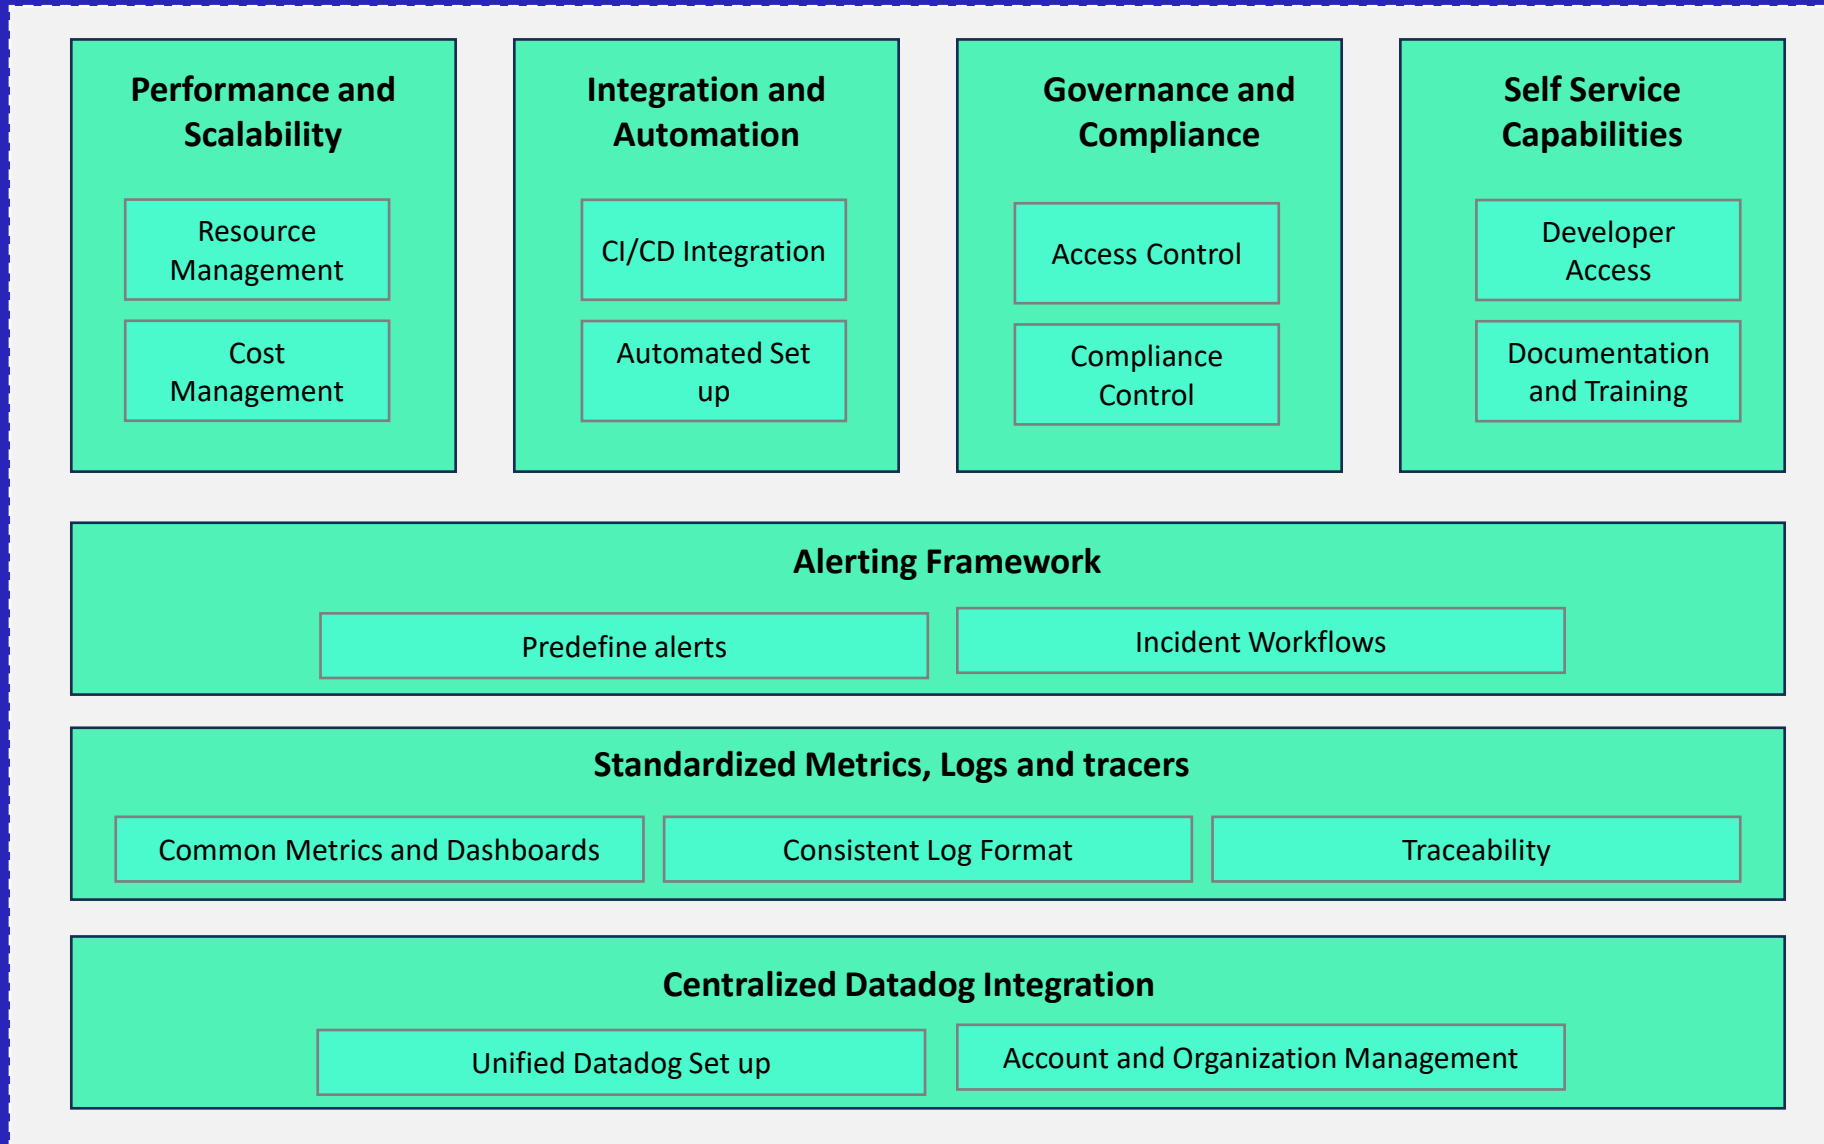 Performance and
Scalability
Resource
Management
Cost
Management
Integration and
Automation
CI/CD Integration
Automated Set
up
Governance and
Compliance
Access Control
Compliance
Control
Self Service
Capabilities
Developer
Access
Documentation
and Training
Alerting Framework
Predefine alerts
Incident Workflows
Standardized Metrics, Logs and tracers
Common Metrics and Dashboards
Consistent Log Format
Traceability
Centralized Datadog Integration
Unified Datadog Set up
Account and Organization Management